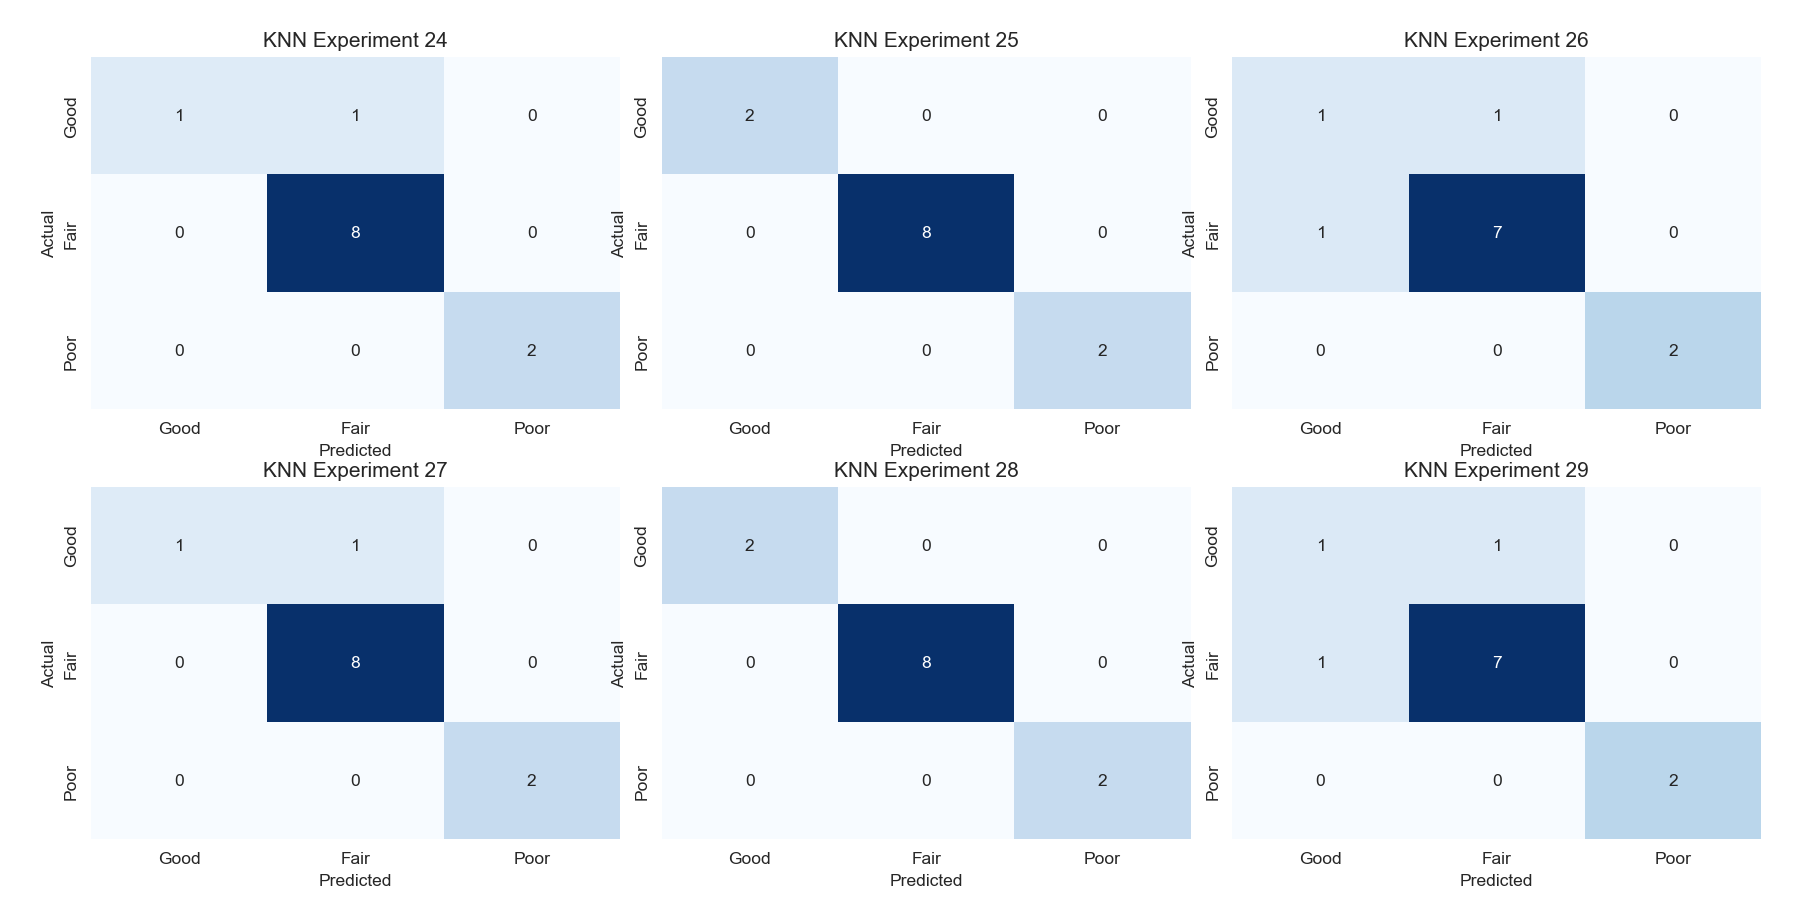 KNN Experiment 24
Good 1 1 0
Actual
Fair 0 8 0
Poor 0 0 2
Good Fair Poor
Predicted
KNN Experiment 25
Good 2 0 0
Actual
Fair 0 8 0
Poor 0 0 2
Good Fair Poor
Predicted
KNN Experiment 26
Good 1 1 0
Actual
Fair 1 7 0
Poor 0 0 2
Good Fair Poor
Predicted
KNN Experiment 27
Good 1 1 0
Actual
Fair 0 8 0
Poor 0 0 2
Good Fair Poor
Predicted
KNN Experiment 28
Good 2 0 0
Actual
Fair 0 8 0
Poor 0 0 2
Good Fair Poor
Predicted
KNN Experiment 29
Good 1 1 0
Actual
Fair 1 7 0
Poor 0 0 2
Good Fair Poor
Predicted